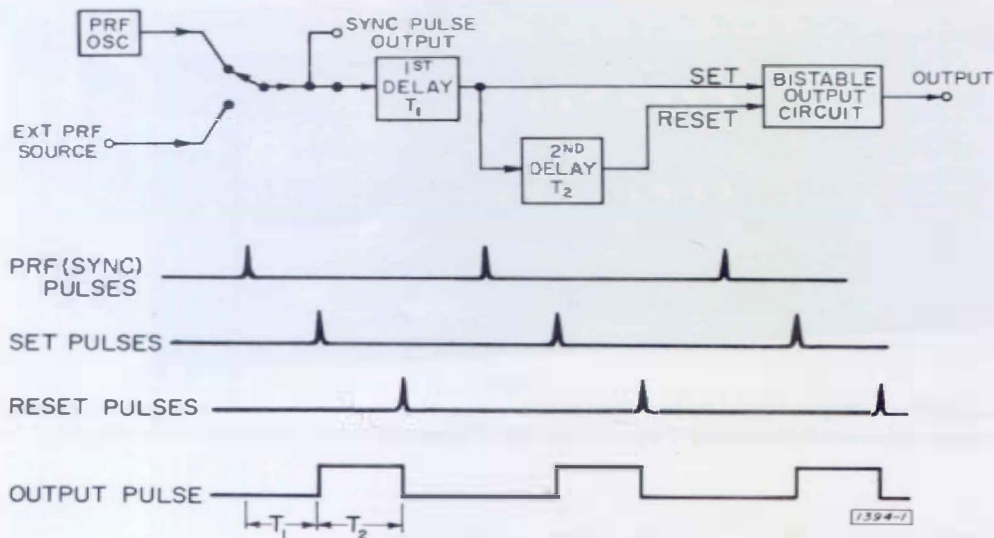 PRF
OSC
SYNC PULSE
OUTPUT
1ST
DELAY
T1
SET
RESET
BISTABLE
OUTPUT
CIRCUIT
OUTPUT
EXT PRF
SOURCE
2ND
DELAY
T2
PRF(SYNC)
PULSES
SET PULSES
RESET PULSES
OUTPUT PULSE
T1
T2
1394-1